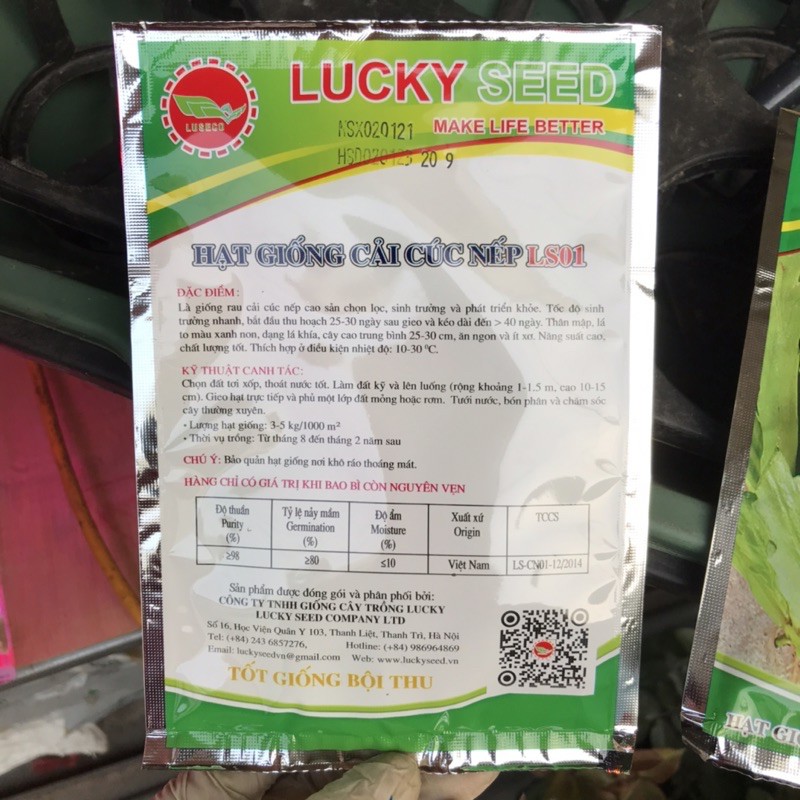 LUSECO
LUCKY SEED
NSX020121
MAKE LIFE BETTER
20 g
HẠT GIỐNG CẢI CÚC NẾP LS01
ĐẶC ĐIỂM:
Là giống rau cải cúc nếp cao sản chọn lọc, sinh trưởng và phát triển khỏe. Tốc độ sinh
trưởng nhanh, bắt đầu thu hoạch 25-30 ngày sau gieo và kéo dài đến > 40 ngày. Thân mập, lá
to màu xanh non, dạng lá khía, cây cao trung bình 25-30 cm, ăn ngon và ít xơ. Năng suất cao,
chất lượng tốt. Thích hợp ở điều kiện nhiệt độ: 10-30 °C.
KỸ THUẬT CANH TÁC:
Chọn đất tơi xốp, thoát nước tốt. Làm đất kỹ và lên luống (rộng khoảng 1-1,5 m, cao 10-15
cm). Gieo hạt trực tiếp và phủ một lớp đất mỏng hoặc rơm. Tưới nước, bón phân và chăm sóc
cây thường xuyên.
• Lượng hạt giống: 3-5 kg/1000 m²
• Thời vụ trồng: Từ tháng 8 đến tháng 2 năm sau
CHÚ Ý: Bảo quản hạt giống nơi khô ráo thoáng mát.
HÀNG CHỈ CÓ GIÁ TRỊ KHI BAO BÌ CÒN NGUYÊN VẸN
Độ thuần Purity (%) Tỷ lệ nảy mầm Germination (%) Độ ẩm Moisture (%) Xuất xứ Origin TCCS
≥98 ≥80 ≤10 Việt Nam LS-CN01-12/2014
Sản phẩm được đóng gói và phân phối bởi:
CÔNG TY TNHH GIỐNG CÂY TRỒNG LUCKY
LUCKY SEED COMPANY LTD
Số 16, Học Viện Quân Y 103, Thanh Liệt, Thanh Trì, Hà Nội
Tel: (+84) 243 6857276, Hotline: (+84) 986964869
Email: luckyseedvn@gmail.com Web: www.luckyseed.vn
TỐT GIỐNG BỘI THU
HẠT GIỐ